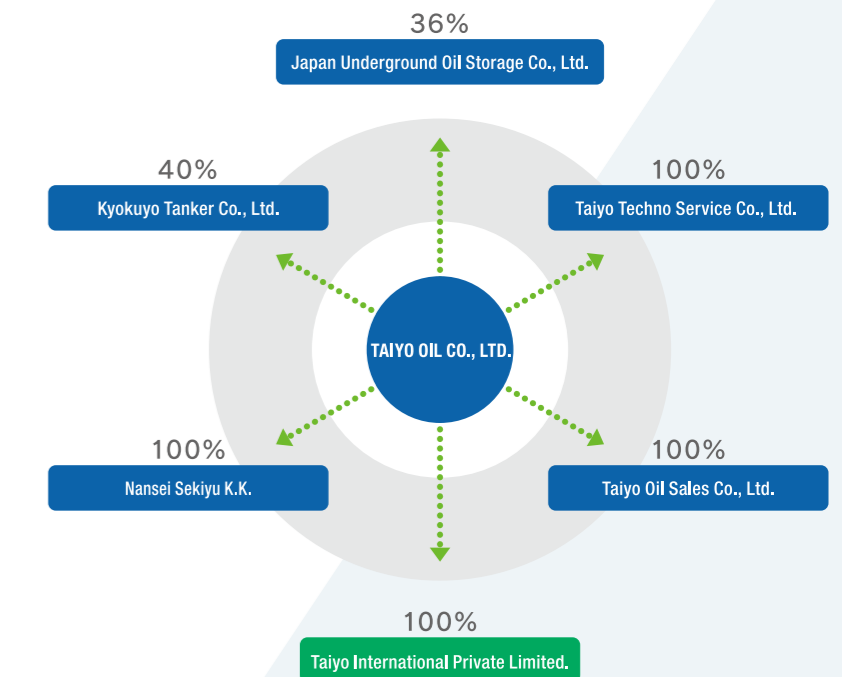 36%
Japan Underground Oil Storage Co., Ltd.
40%
Kyokuyo Tanker Co., Ltd.
100%
Taiyo Techno Service Co., Ltd.
TAIYO OIL CO., LTD.
100%
Nansei Sekiyu K.K.
100%
Taiyo Oil Sales Co., Ltd.
100%
Taiyo International Private Limited.